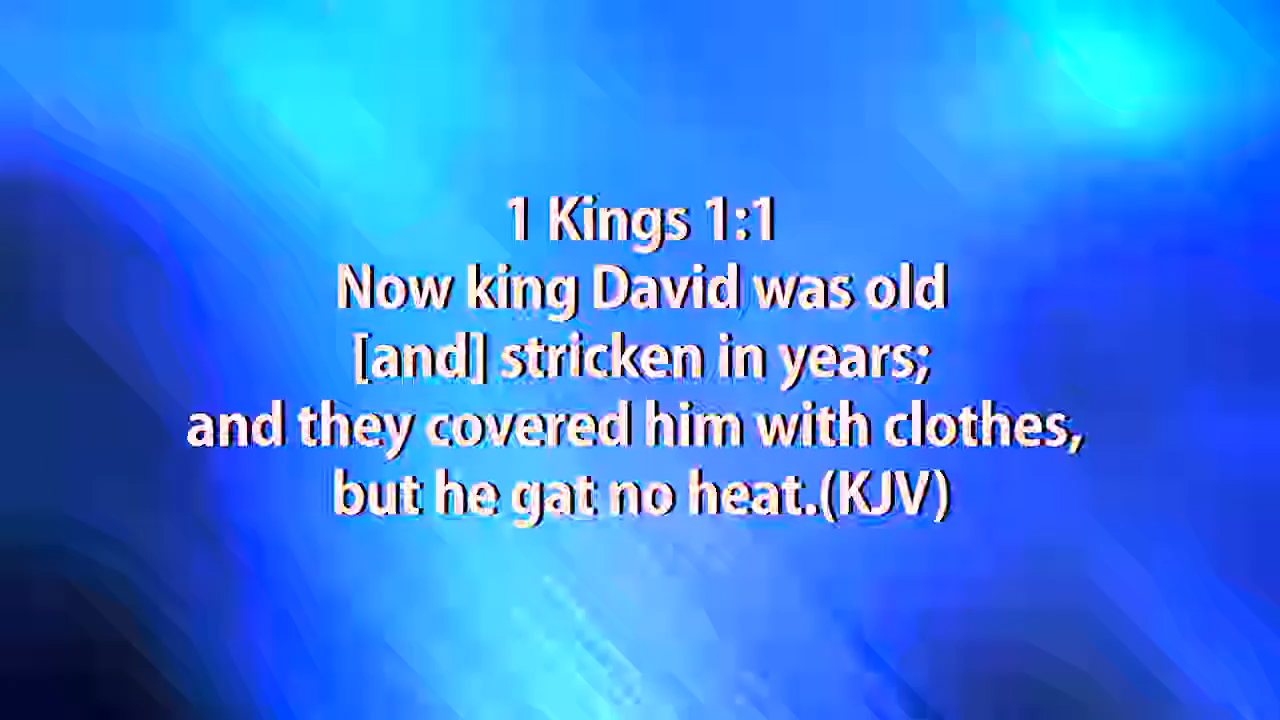 1 Kings 1:1
Now king David was old
[and] stricken in years;
and they covered him with clothes,
but he gat no heat.(KJV)